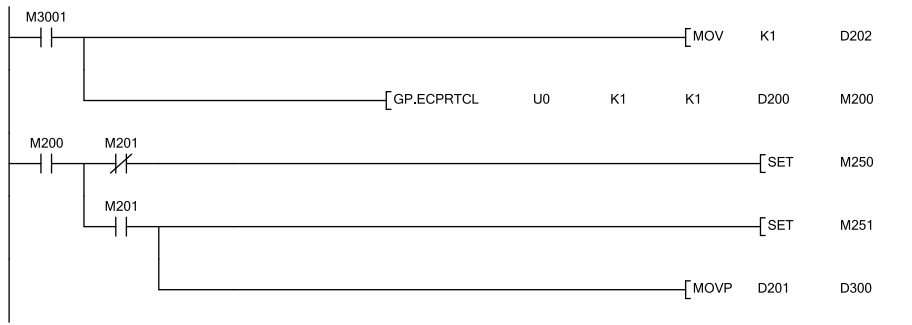 M3001
MOV K1 D202
GP.ECPRTCL U0 K1 K1 D200 M200
M200 M201
SET M250
M201
SET M251
MOVP D201 D300